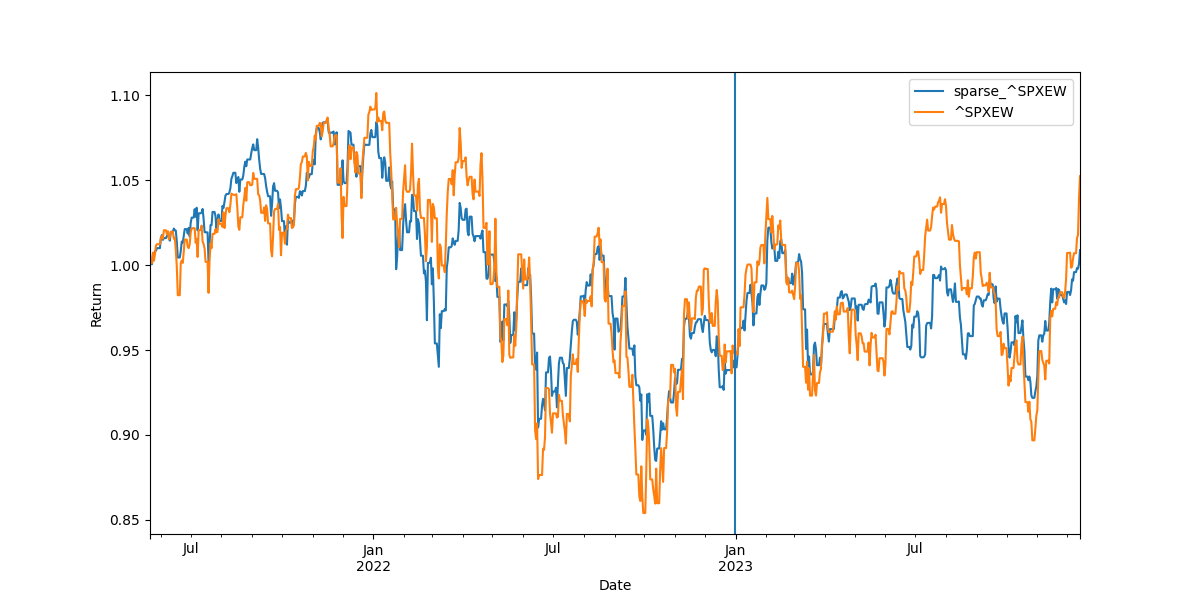 sparse_^SPXEW
^SPXEW
1.10
1.05
1.00
0.95
0.90
0.85
Return
Jul
Jan
2022
Jul
Jan
2023
Jul
Date